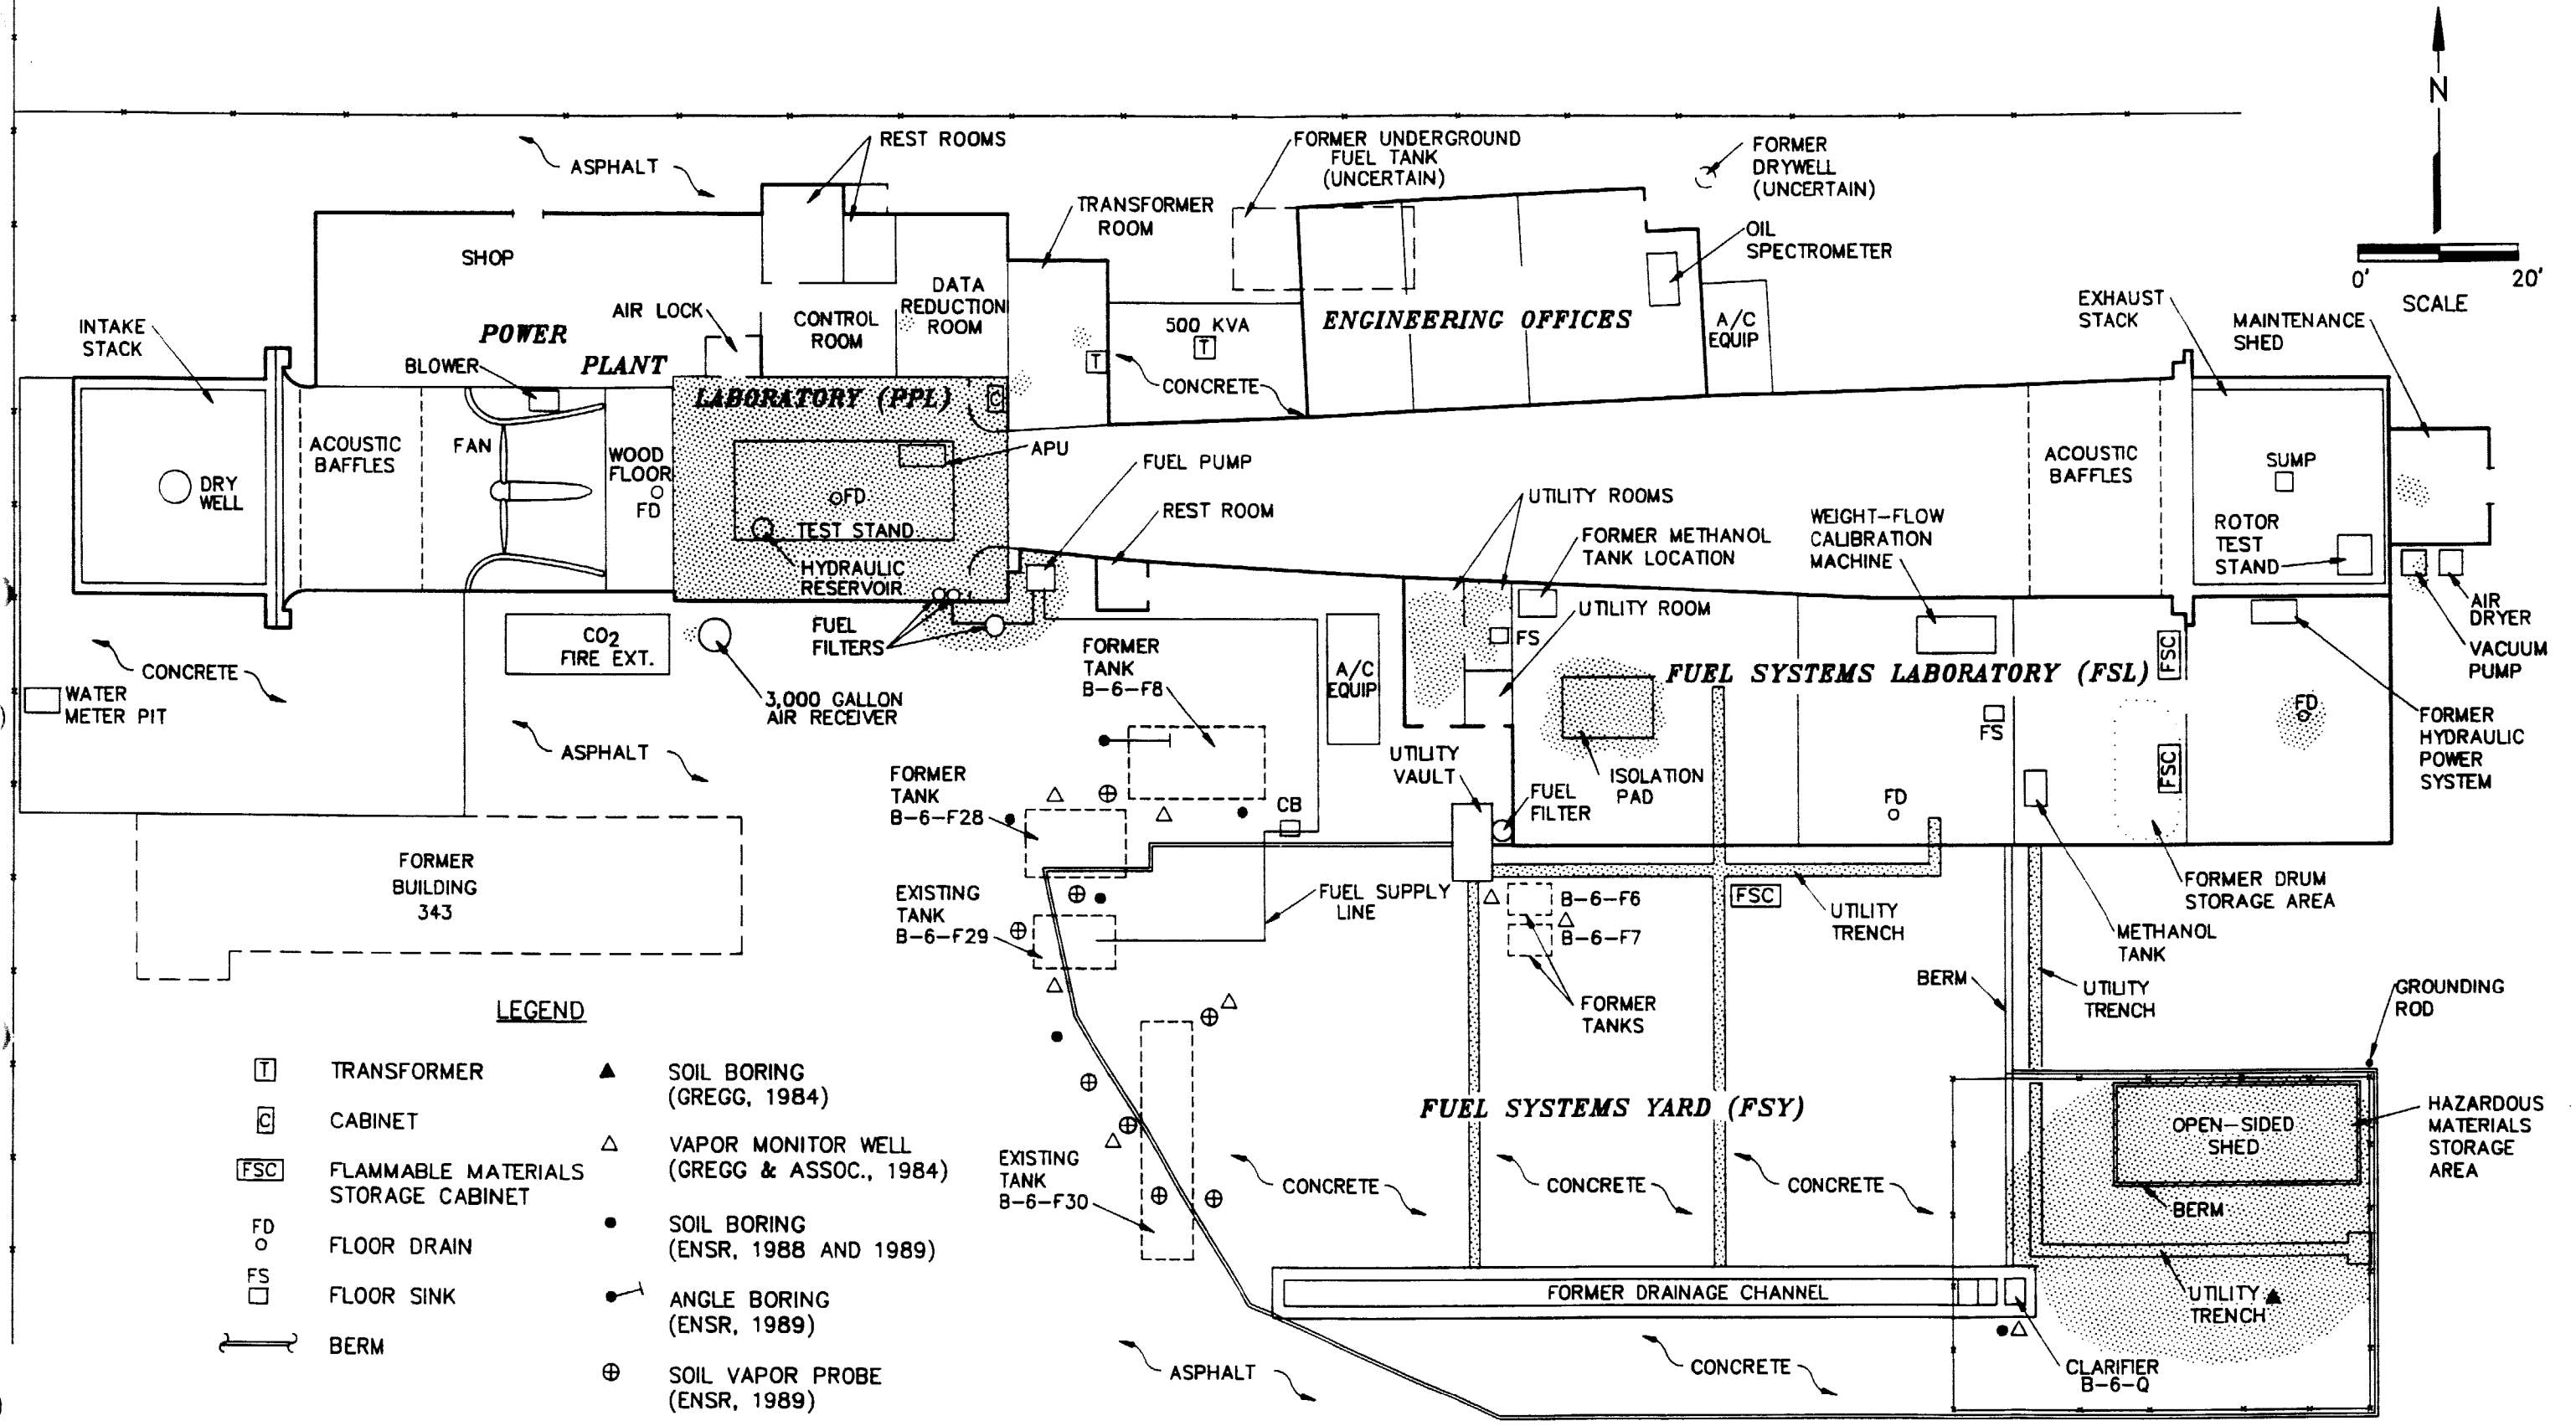 N
0'
20'
SCALE
ASPHALT
REST ROOMS
FORMER UNDERGROUND
FUEL TANK
(UNCERTAIN)
FORMER
DRYWELL
(UNCERTAIN)
TRANSFORMER
ROOM
OIL
SPECTROMETER
SHOP
AIR LOCK
DATA
REDUCTION
ROOM
CONTROL
ROOM
500 KVA
T
T
CONCRETE
ENGINEERING OFFICES
A/C
EQUIP
EXHAUST
STACK
MAINTENANCE
SHED
INTAKE
STACK
POWER
PLANT
LABORATORY (PPL)
BLOWER
C
ACOUSTIC
BAFFLES
FAN
WOOD
FLOOR
FD
DRY
WELL
APU
FD
TEST STAND
HYDRAULIC
RESERVOIR
FUEL PUMP
REST ROOM
UTILITY ROOMS
FORMER METHANOL
TANK LOCATION
WEIGHT-FLOW
CALIBRATION
MACHINE
ACOUSTIC
BAFFLES
SUMP
ROTOR
TEST
STAND
AIR
DRYER
VACUUM
PUMP
CO2
FIRE EXT.
FUEL
FILTERS
3,000 GALLON
AIR RECEIVER
FORMER
TANK
B-6-F8
A/C
EQUIP
FS
UTILITY ROOM
FUEL SYSTEMS LABORATORY (FSL)
FSC
FSC
FS
FD
FORMER
HYDRAULIC
POWER
SYSTEM
CONCRETE
WATER
METER PIT
ASPHALT
UTILITY
VAULT
ISOLATION
PAD
FUEL
FILTER
FD
FORMER
TANK
B-6-F28
CB
FORMER
BUILDING
343
EXISTING
TANK
B-6-F29
FUEL SUPPLY
LINE
B-6-F6
B-6-F7
FSC
UTILITY
TRENCH
FORMER DRUM
STORAGE AREA
METHANOL
TANK
FORMER
TANKS
BERM
UTILITY
TRENCH
GROUNDING
ROD
FUEL SYSTEMS YARD (FSY)
OPEN-SIDED
SHED
BERM
HAZARDOUS
MATERIALS
STORAGE
AREA
EXISTING
TANK
B-6-F30
CONCRETE
CONCRETE
CONCRETE
FORMER DRAINAGE CHANNEL
UTILITY
TRENCH
ASPHALT
CONCRETE
CLARIFIER
B-6-Q
LEGEND
T TRANSFORMER
C CABINET
FSC FLAMMABLE MATERIALS
STORAGE CABINET
FD
FLOOR DRAIN
FS
FLOOR SINK
BERM
SOIL BORING
(GREGG, 1984)
VAPOR MONITOR WELL
(GREGG & ASSOC., 1984)
SOIL BORING
(ENSR, 1988 AND 1989)
ANGLE BORING
(ENSR, 1989)
SOIL VAPOR PROBE
(ENSR, 1989)